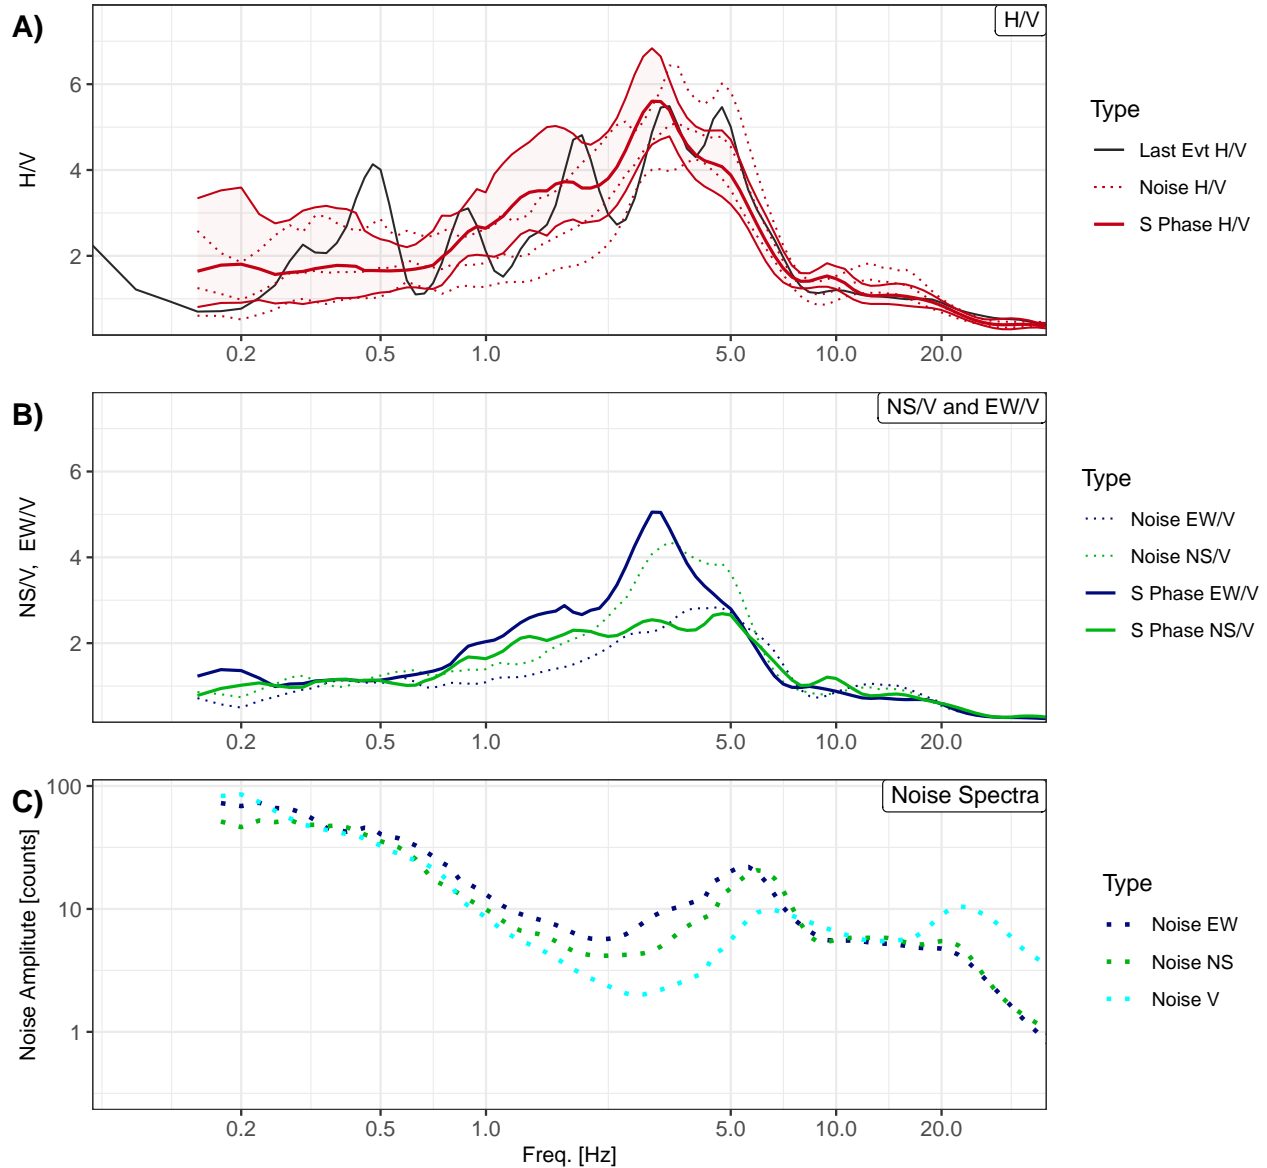 A)
H/V
H/V
6
4
2
0.2 0.5 1.0 5.0 10.0 20.0
Type
Last Evt H/V
Noise H/V
S Phase H/V
B)
NS/V and EW/V
NS/V, EW/V
6
4
2
0.2 0.5 1.0 5.0 10.0 20.0
Type
Noise EW/V
Noise NS/V
S Phase EW/V
S Phase NS/V
C)
Noise Spectra
Noise Amplitute [counts]
100
10
1
0.2 0.5 1.0 5.0 10.0 20.0
Freq. [Hz]
Type
Noise EW
Noise NS
Noise V